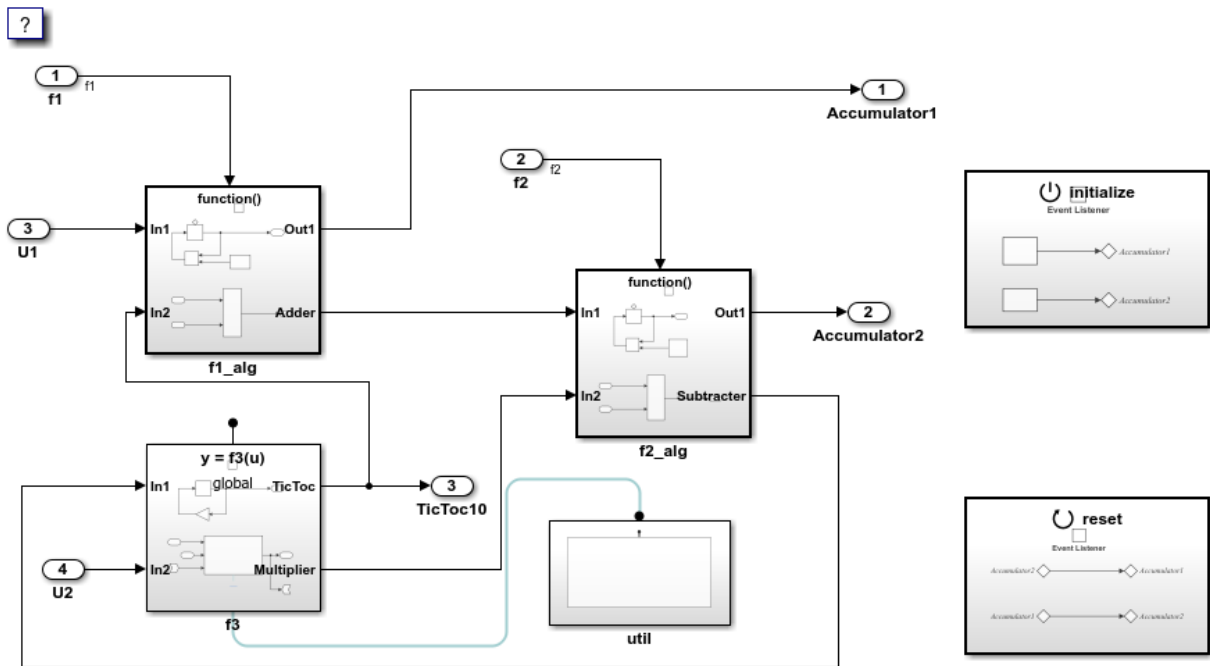 ?
1
f1
f1
1
Accumulator1
2
f2
f2
function()
In1
Out1
In2
Adder
f1_alg
3
U1
function()
In1
Out1
In2
Subtracter
f2_alg
2
Accumulator2
initialize
Event Listener
Accumulator1
Accumulator2
y = f3(u)
global
In1
TicToc
In2
Multiplier
f3
3
TicToc10
4
U2
util
reset
Event Listener
Accumulator2
Accumulator1
Accumulator1
Accumulator2